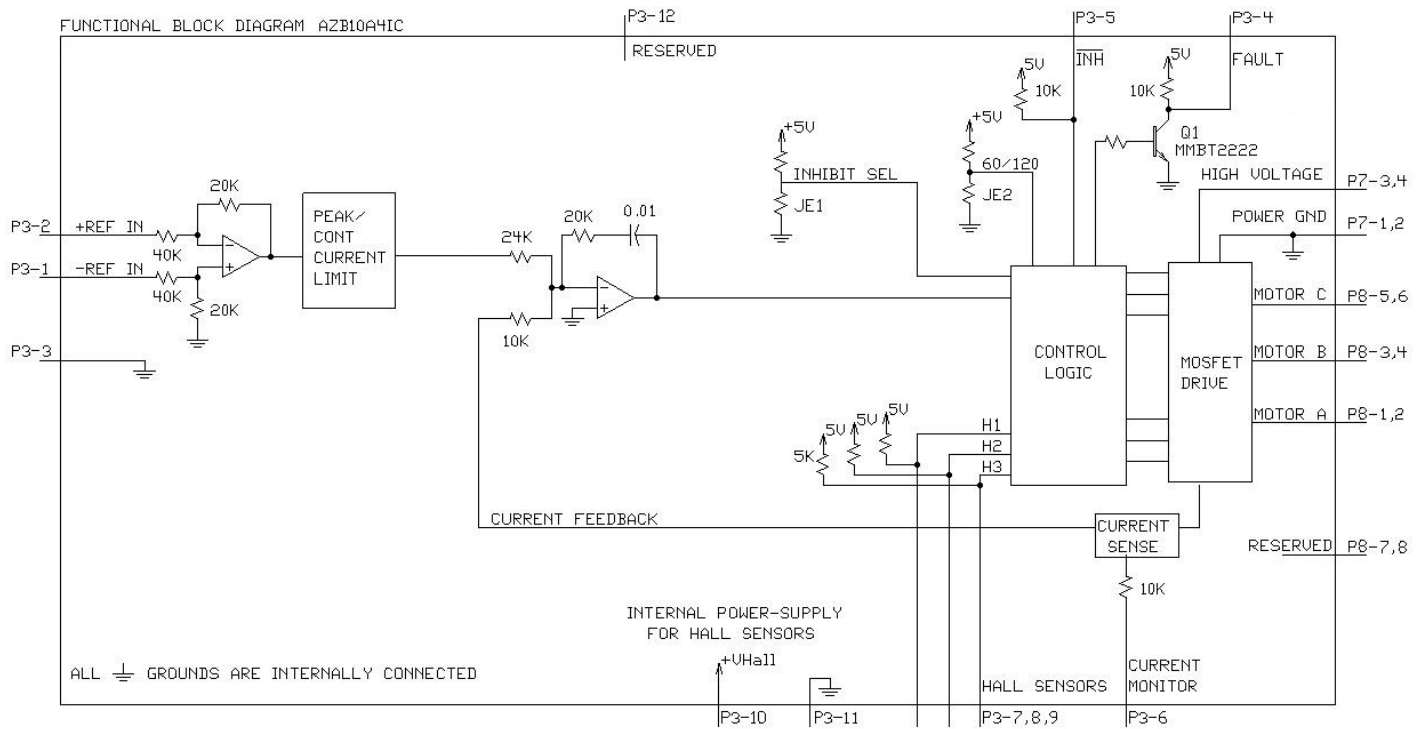 FUNCTIONAL BLOCK DIAGRAM AZB10A4IC
P3-12
RESERVED
P3-5
INH
P3-4
FAULT
5V
10K
5V
10K
Q1
MMBT2222
+5V
INHIBIT SEL
JE1
+5V
60/120
JE2
HIGH VOLTAGE
P7-3,4
POWER GND
P7-1,2
P3-2
+REF IN
40K
20K
P3-1
-REF IN
40K
20K
-
+
PEAK/
CONT
CURRENT
LIMIT
24K
20K
0.01
10K
-
+
P3-3
CONTROL
LOGIC
MOSFET
DRIVE
MOTOR C
P8-5,6
MOTOR B
P8-3,4
MOTOR A
P8-1,2
5V
5V
5V
5K
H1
H2
H3
CURRENT FEEDBACK
CURRENT
SENSE
RESERVED
P8-7,8
10K
INTERNAL POWER-SUPPLY
FOR HALL SENSORS
+VHall
ALL GROUNDS ARE INTERNALLY CONNECTED
HALL SENSORS
CURRENT
MONITOR
P3-10
P3-11
P3-7,8,9
P3-6